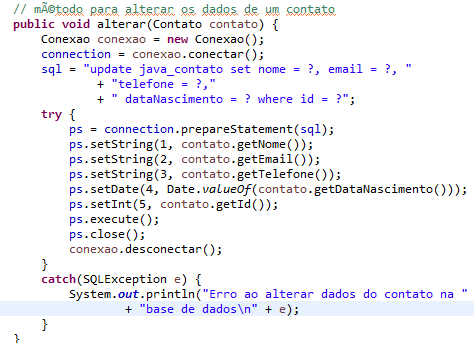 // mÃ©todo para alterar os dados de um contato
public void alterar(Contato contato) {
Conexao conexao = new Conexao();
connection = conexao.conectar();
sql = "update java_contato set nome = ?, email = ?, "
+ "telefone = ?,"
+ " dataNascimento = ? where id = ?";
try {
ps = connection.prepareStatement(sql);
ps.setString(1, contato.getNome());
ps.setString(2, contato.getEmail());
ps.setString(3, contato.getTelefone());
ps.setDate(4, Date.valueOf(contato.getDataNascimento()));
ps.setInt(5, contato.getId());
ps.execute();
ps.close();
conexao.desconectar();
}
catch(SQLException e) {
System.out.println("Erro ao alterar dados do contato na "
+ "base de dados\n" + e);
}
}